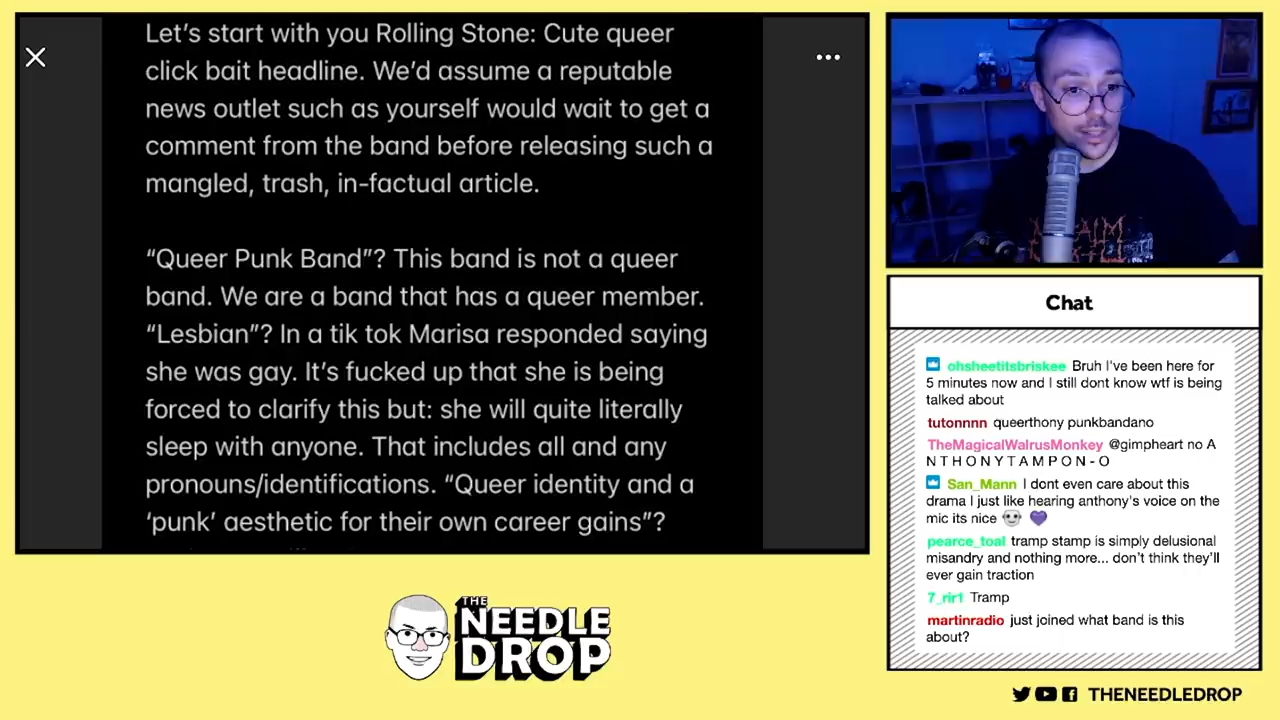 Let's start with you Rolling Stone: Cute queer
click bait headline. We'd assume a reputable
news outlet such as yourself would wait to get a
comment from the band before releasing such a
mangled, trash, in-factual article.
“Queer Punk Band”? This band is not a queer
band. We are a band that has a queer member.
“Lesbian”? In a tik tok Marisa responded saying
she was gay. It's fucked up that she is being
forced to clarify this but: she will quite literally
sleep with anyone. That includes all and any
pronouns/identifications. “Queer identity and a
‘punk’ aesthetic for their own career gains”?
Chat
ohsheetitsbriskee Bruh I've been here for
5 minutes now and I still dont know wtf is being
talked about
tutonnnn queerthony punkbandano
TheMagicalWalrusMonkey @gimpheart no A
N T H O N Y T A M P O N - O
San_Mann I dont even care about this
drama I just like hearing anthony's voice on the
mic its nice
pearce_toal tramp stamp is simply delusional
misandry and nothing more... don't think they'll
ever gain traction
7_rir1 Tramp
martinradio just joined what band is this
about?
THE
NEEDLE
DROP
THENEEDLEDROP